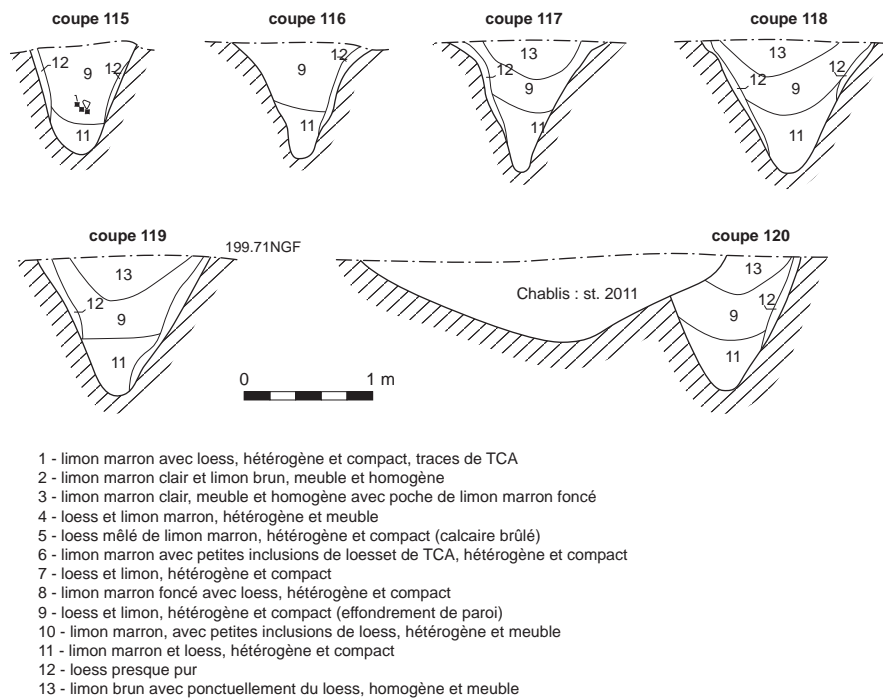 coupe 115 coupe 116 coupe 117 coupe 118
12 9 12 11
9 12 11
13 12 9 11
13 12 12 9 11
coupe 119 199.71NGF coupe 120
13 12 9 11
Chablis : st. 2011
13 12 9 11
0 1 m
1 - limon marron avec loess, hétérogène et compact, traces de TCA
2 - limon marron clair et limon brun, meuble et homogène
3 - limon marron clair, meuble et homogène avec poche de limon marron foncé
4 - loess et limon marron, hétérogène et meuble
5 - loess mêlé de limon marron, hétérogène et compact (calcaire brûlé)
6 - limon marron avec petites inclusions de loesset de TCA, hétérogène et compact
7 - loess et limon, hétérogène et compact
8 - limon marron foncé avec loess, hétérogène et compact
9 - loess et limon, hétérogène et compact (effondrement de paroi)
10 - limon marron, avec petites inclusions de loess, hétérogène et meuble
11 - limon marron et loess, hétérogène et compact
12 - loess presque pur
13 - limon brun avec ponctuellement du loess, homogène et meuble